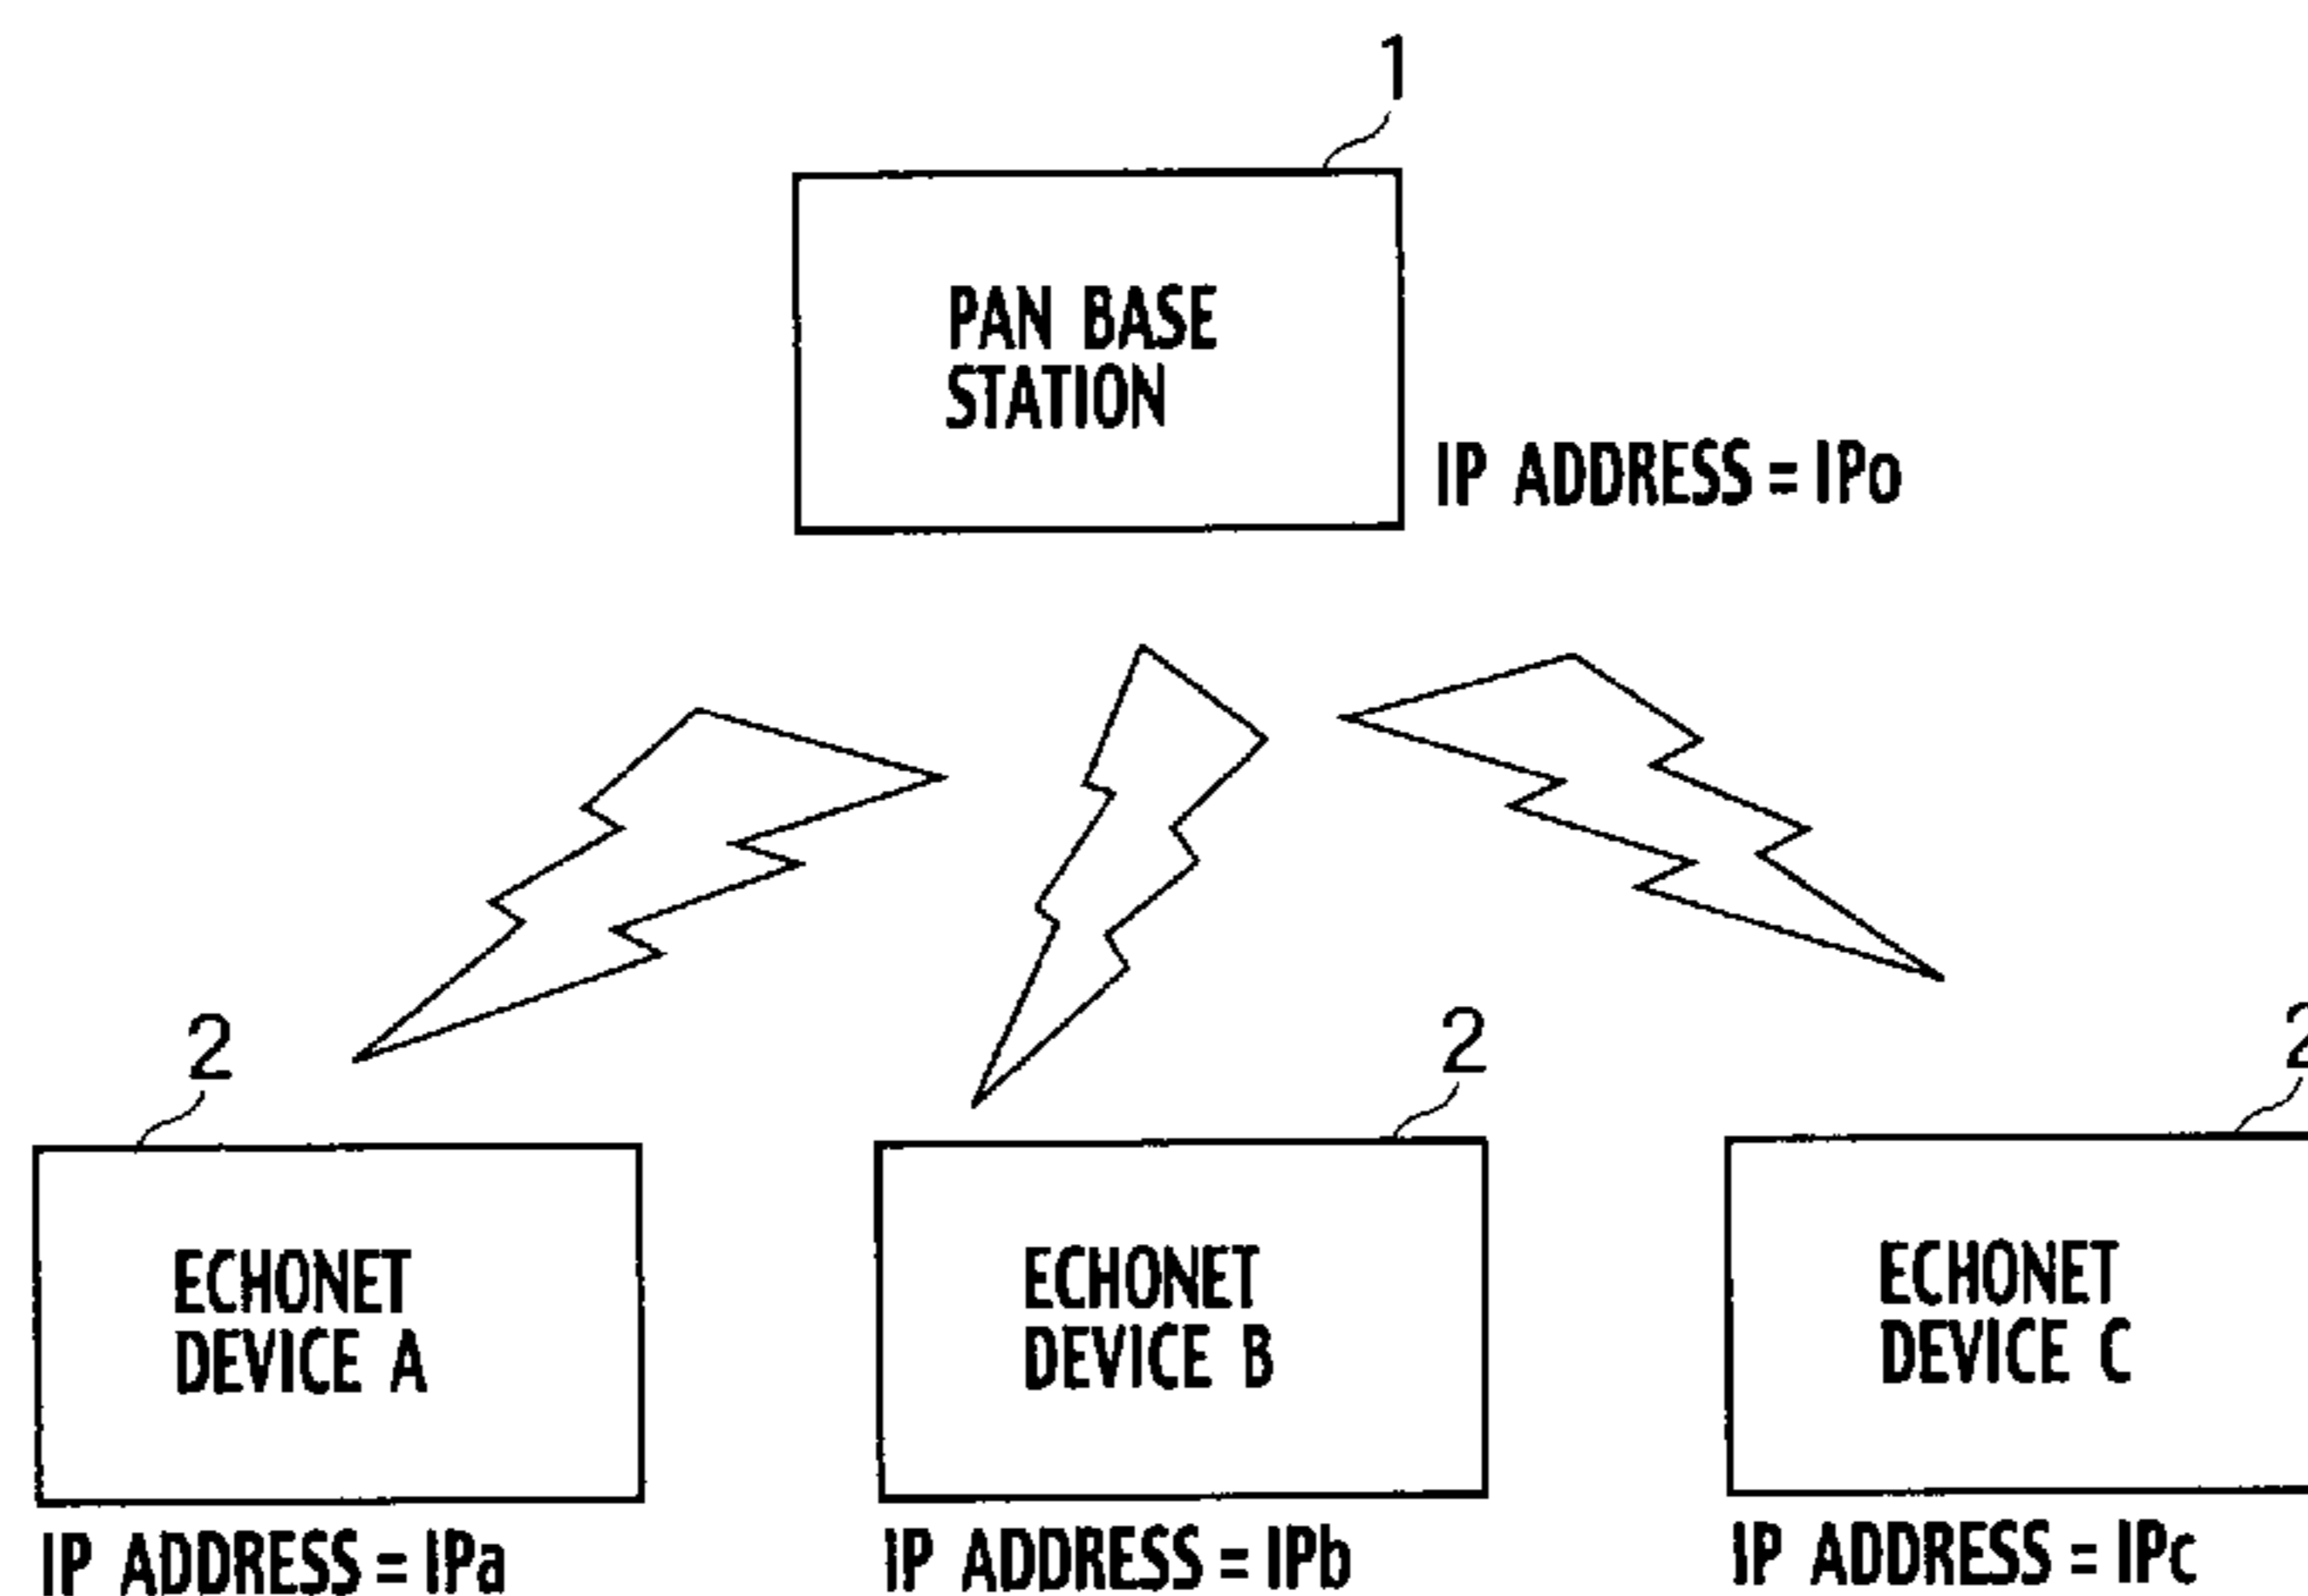 1
PAN BASE
STATION
IP ADDRESS = IPo
2
2
2
ECHONET
DEVICE A
ECHONET
DEVICE B
ECHONET
DEVICE C
IP ADDRESS = IPa
IP ADDRESS = IPb
IP ADDRESS = IPc